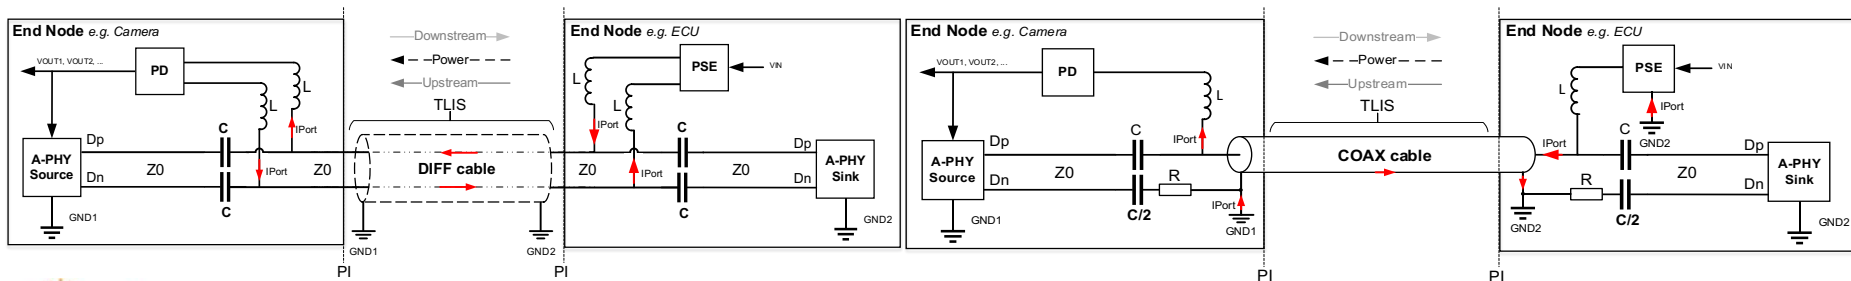 End Node e.g. Camera
VOUT1, VOUT2, ...
PD
L
L
IPort
IPort
C
C
Dp
Dn
Z0
Z0
A-PHY
Source
GND1
PI
Downstream
Power
Upstream
TLIS
DIFF cable
GND1
GND2
PI
End Node e.g. ECU
PSE
VIN
L
L
IPort
IPort
C
C
Z0
Z0
Dp
Dn
A-PHY
Sink
GND2
End Node e.g. Camera
VOUT1, VOUT2, ...
PD
L
IPort
C
Dp
Dn
Z0
R
C/2
IPort
A-PHY
Source
GND1
GND1
PI
Downstream
Power
Upstream
TLIS
COAX cable
PI
End Node e.g. ECU
PSE
VIN
L
IPort
GND2
IPort
C
Dp
Dn
Z0
R
C/2
GND2
A-PHY
Sink
GND2